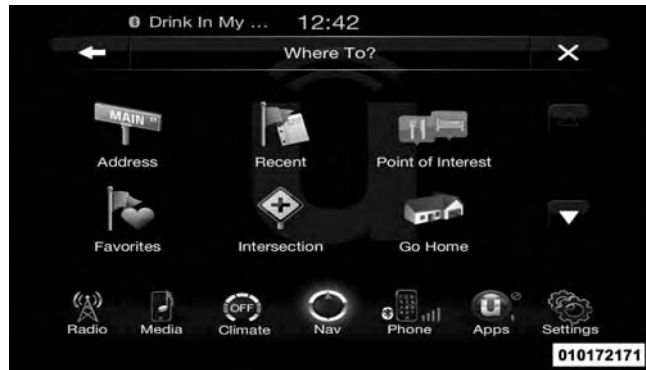 Drink In My ... 12:42
Where To?
MAIN ST
Address Recent Point of Interest
Favorites Intersection Go Home
OFF
Radio Media Climate Nav Phone Apps Settings
010172171